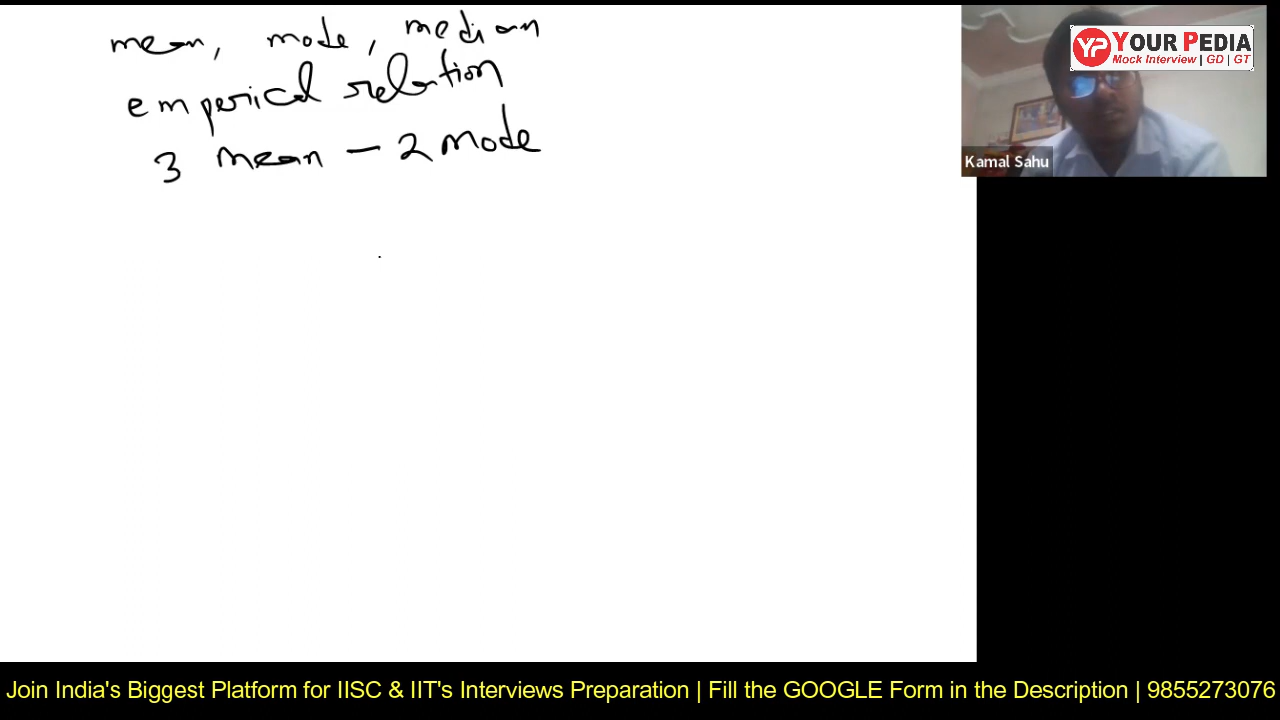 mean, mode, median
emperical relation
3 mean - 2 mode
YP YOUR PEDIA
Mock Interview | GD | GT
Kamal Sahu
Join India's Biggest Platform for IISC & IIT's Interviews Preparation | Fill the GOOGLE Form in the Description | 9855273076